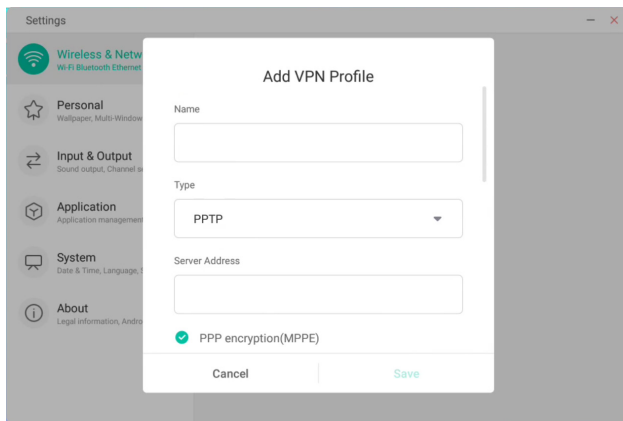 Settings
Wireless & Netw
Wi-Fi Bluetooth Ethernet
Personal
Wallpaper, Multi-Window
Input & Output
Sound output, Channel s
Application
Application management
System
Date & Time, Language, S
About
Legal information, Andro
Add VPN Profile
Name
Type
PPTP
Server Address
PPP encryption(MPPE)
Cancel
Save